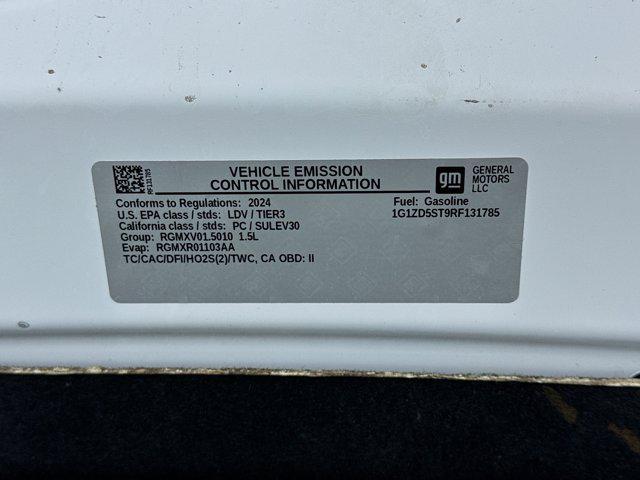 RF131785
VEHICLE EMISSION
CONTROL INFORMATION
gm
GENERAL
MOTORS
LLC
Conforms to Regulations: 2024
Fuel: Gasoline
U.S. EPA class / stds: LDV / TIER3
1G1ZD5ST9RF131785
California class / stds: PC / SULEV30
Group: RGMXV01.5010 1.5L
Evap: RGMXR01103AA
TC/CAC/DFI/HO2S(2)/TWC, CA OBD: II